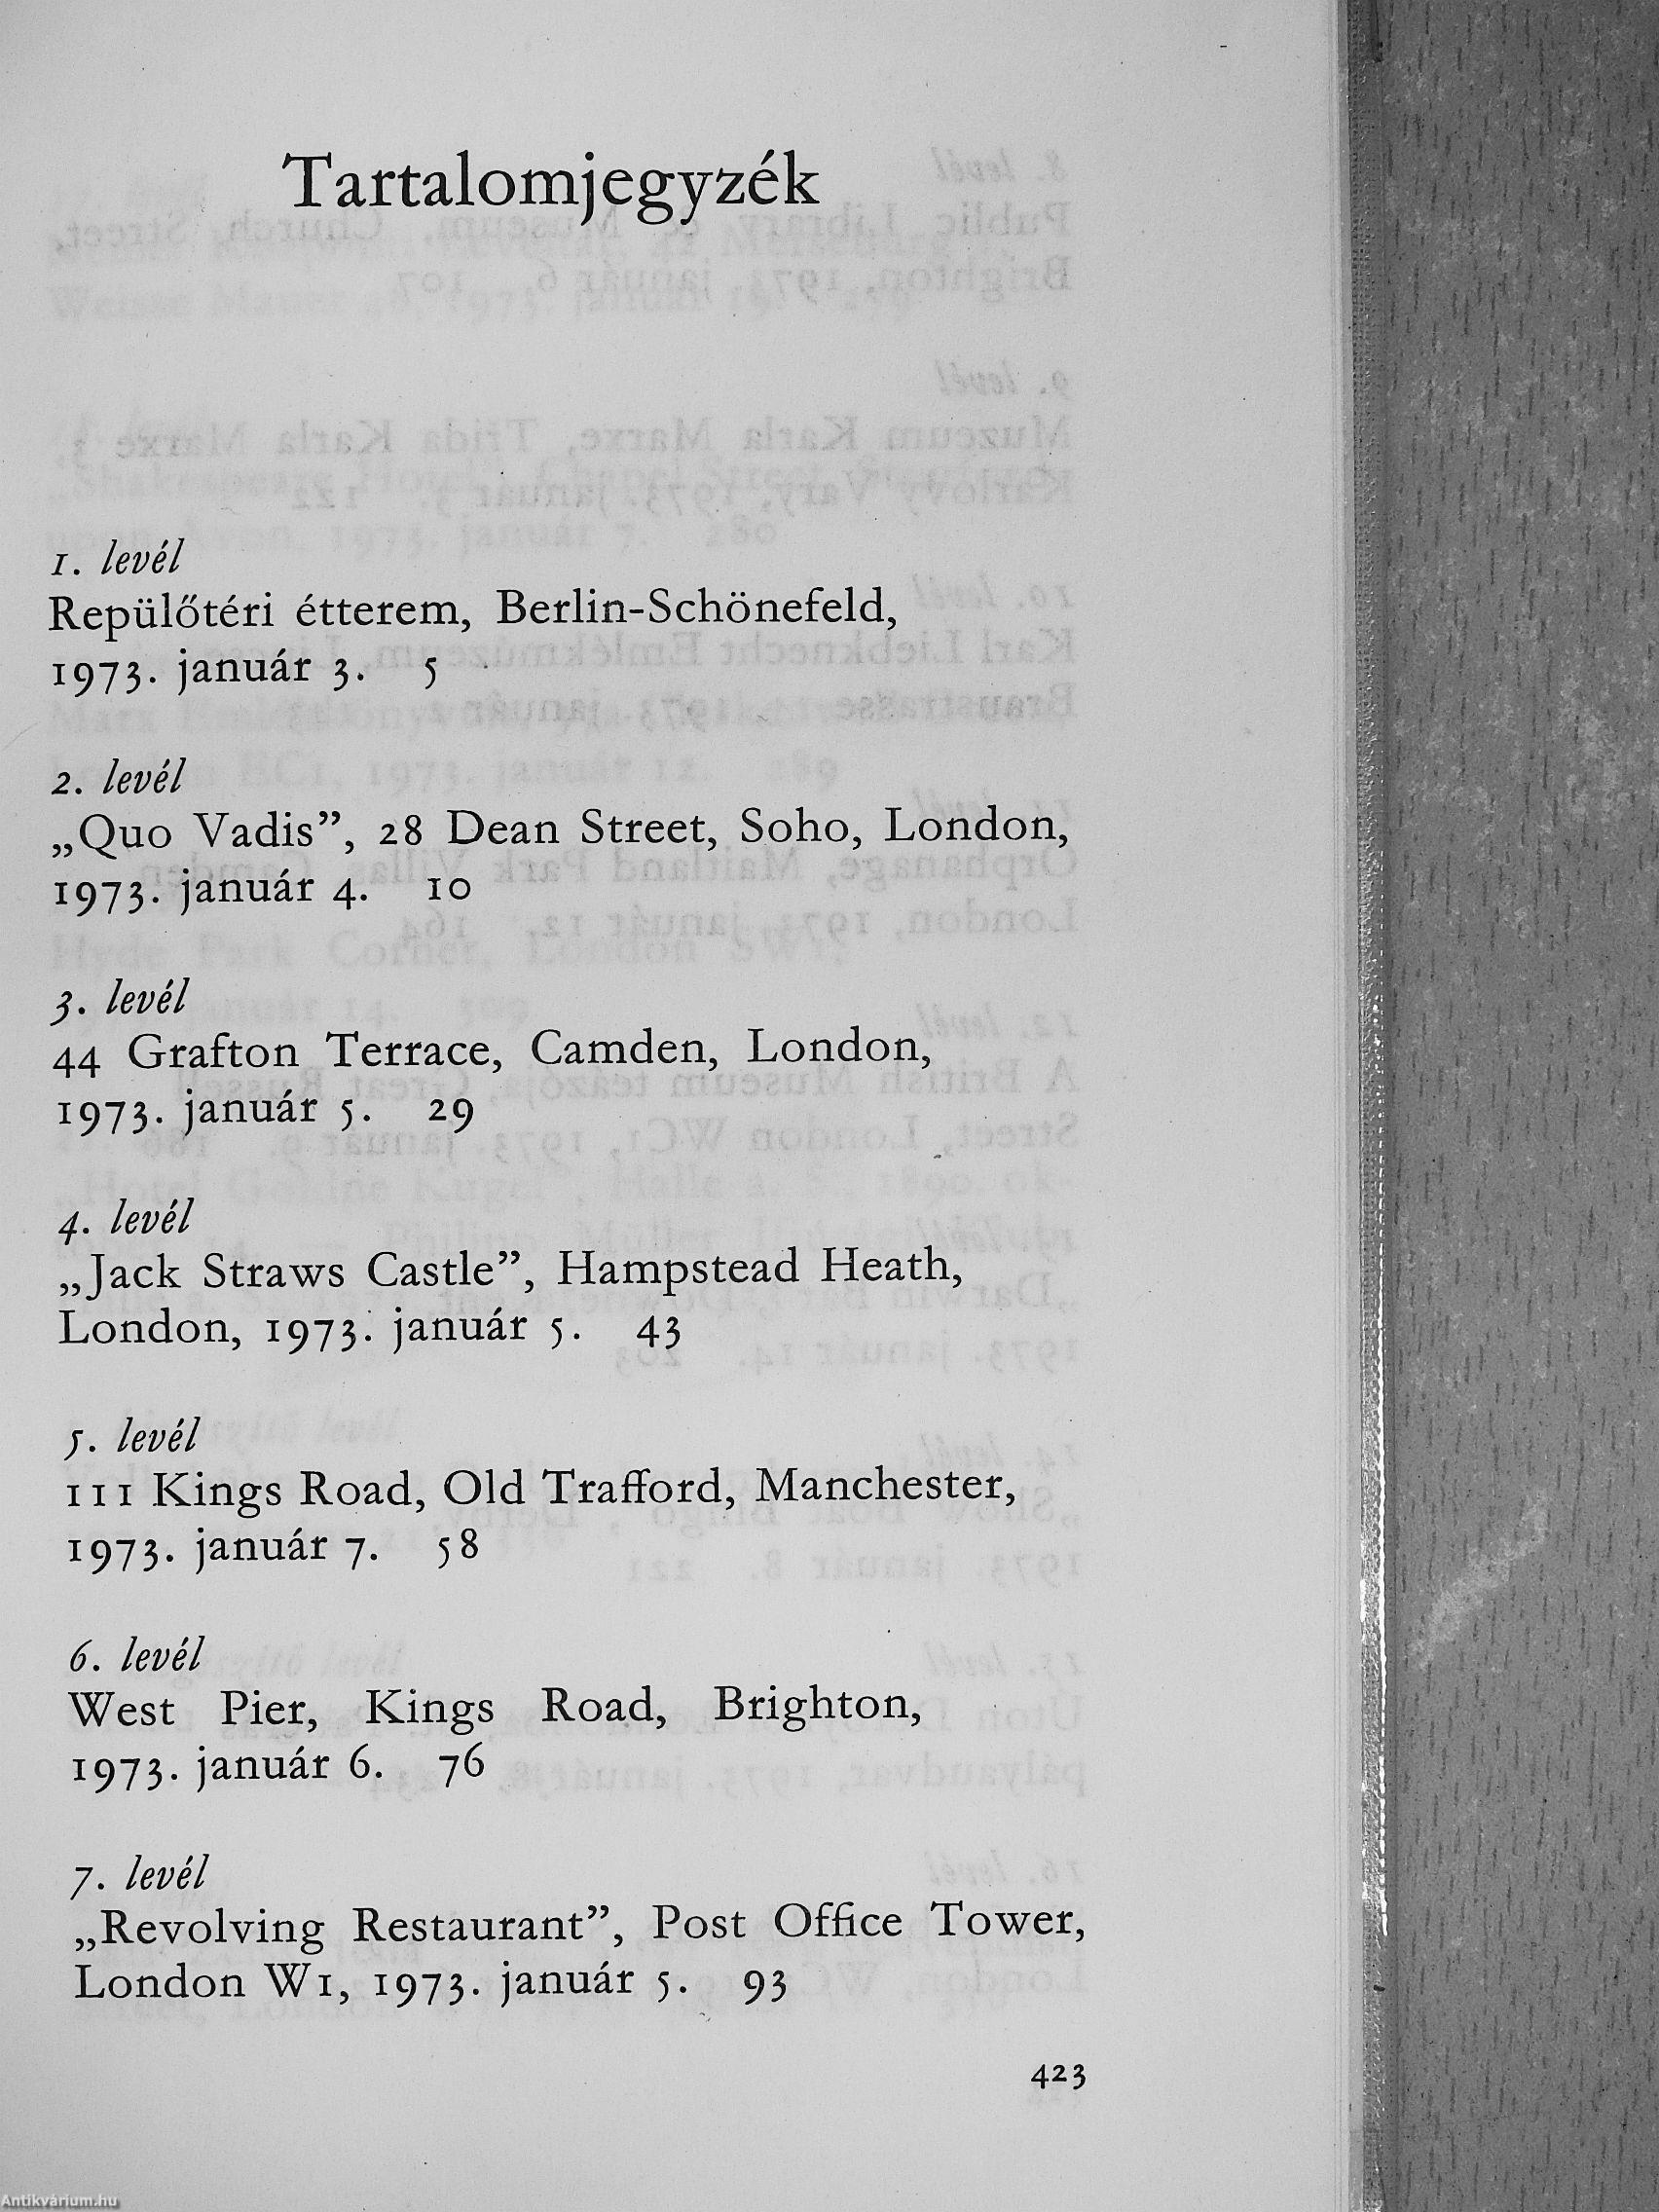 Tartalomjegyzék
1. levél
Repülőtéri étterem, Berlin-Schönefeld,
1973. január 3. 5
2. levél
„Quo Vadis”, 28 Dean Street, Soho, London,
1973. január 4. 10
3. levél
44 Grafton Terrace, Camden, London,
1973. január 5. 29
4. levél
„Jack Straws Castle”, Hampstead Heath,
London, 1973. január 5. 43
5. levél
111 Kings Road, Old Trafford, Manchester,
1973. január 7. 58
6. levél
West Pier, Kings Road, Brighton,
1973. január 6. 76
7. levél
„Revolving Restaurant”, Post Office Tower,
London W1, 1973. január 5. 93
423
Antikvárium.hu